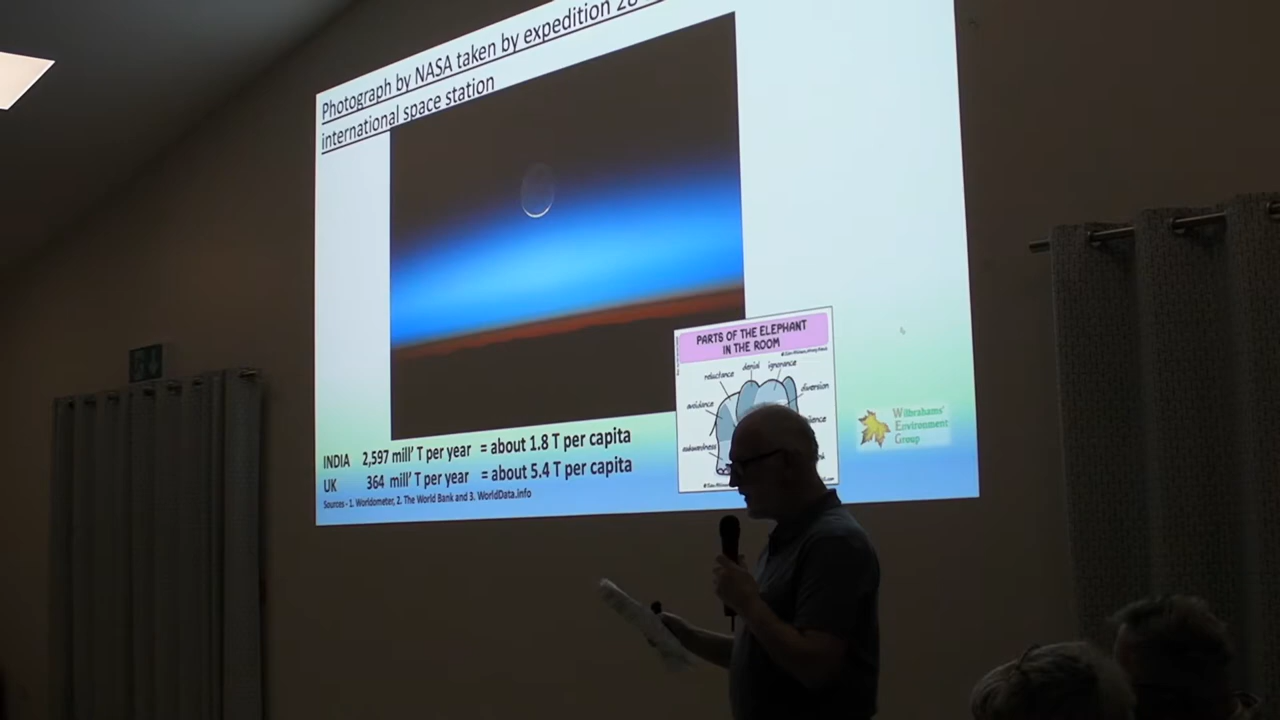 Photograph by NASA taken by expedition 28
international space station
PARTS OF THE ELEPHANT
IN THE ROOM
reluctance denial ignorance
avoidance diversion
awkwardness
Wilbrahams'
Environment
Group
INDIA 2,597 mill’ T per year = about 1.8 T per capita
UK 364 mill’ T per year = about 5.4 T per capita
Sources - 1. Worldometer, 2. The World Bank and 3. WorldData.info